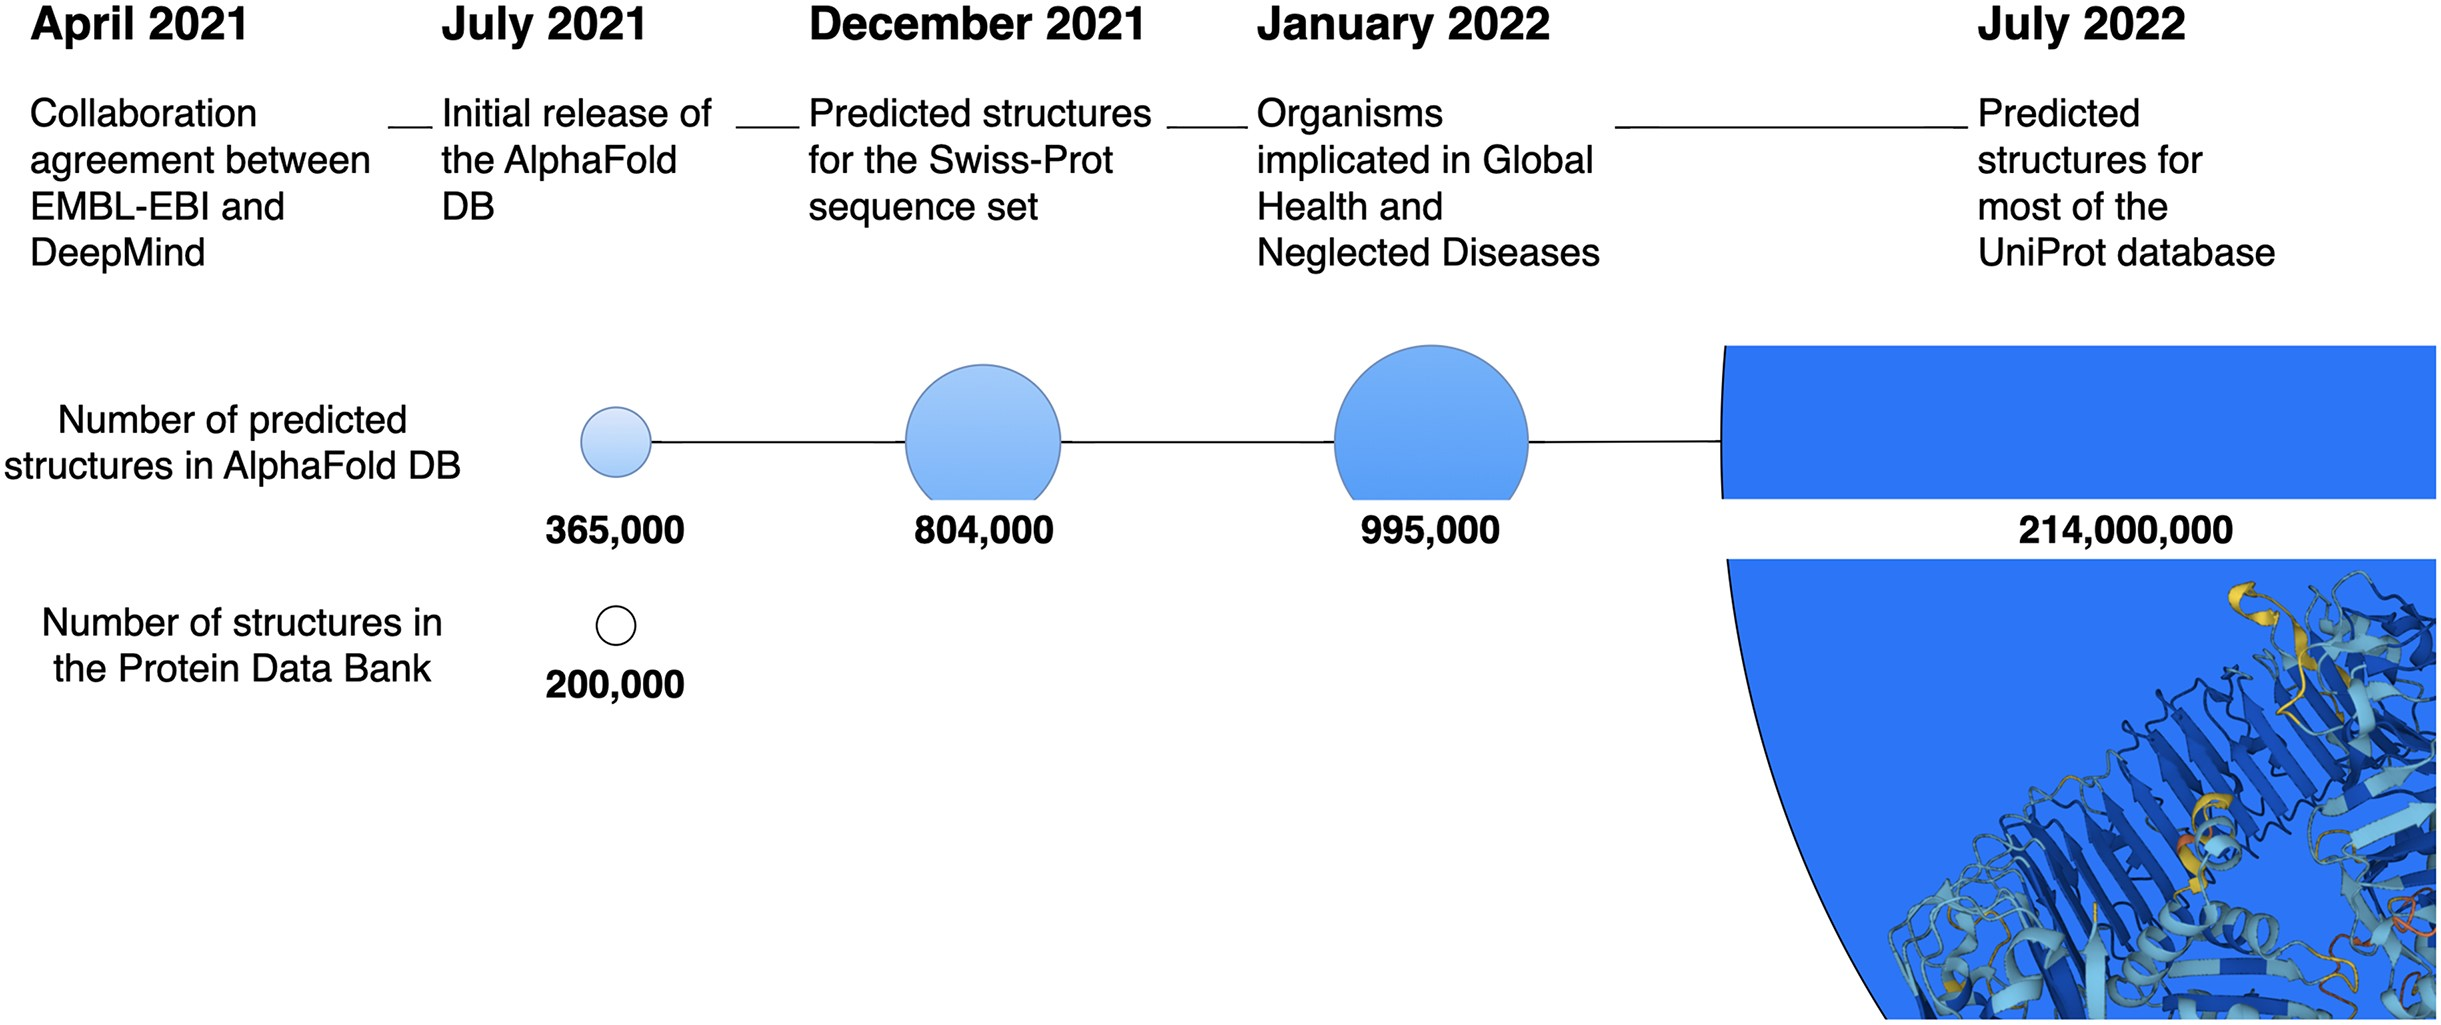 April 2021
July 2021
December 2021
January 2022
July 2022
Collaboration
agreement between
EMBL-EBI and
DeepMind
Initial release of
the AlphaFold
DB
Predicted structures
for the Swiss-Prot
sequence set
Organisms
implicated in Global
Health and
Neglected Diseases
Predicted
structures for
most of the
UniProt database
Number of predicted
structures in AlphaFold DB
365,000
804,000
995,000
214,000,000
Number of structures in
the Protein Data Bank
200,000